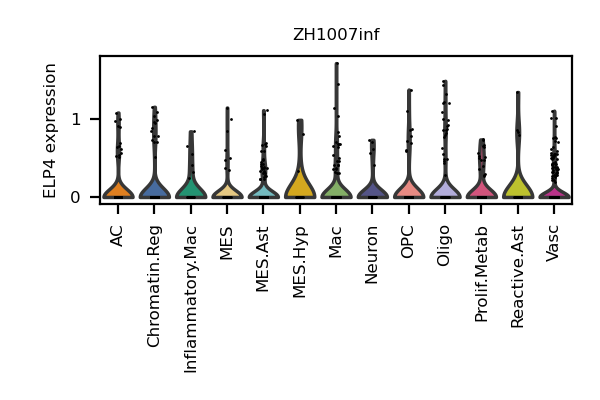 ZH1007inf
ELP4 expression
1
0
AC
Chromatin.Reg
Inflammatory.Mac
MES
MES.Ast
MES.Hyp
Mac
Neuron
OPC
Oligo
Prolif.Metab
Reactive.Ast
Vasc